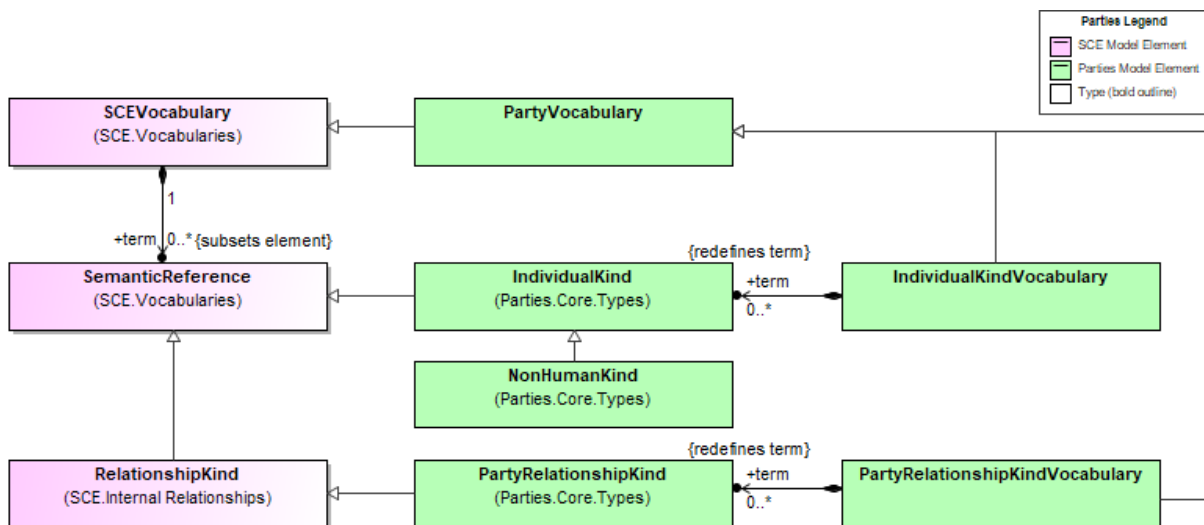 Parties Legend
SCE Model Element
Parties Model Element
Type (bold outline)
SCEVocabulary
(SCE.Vocabularies)
PartyVocabulary
1
+term 0..* {subsets element}
SemanticReference
(SCE.Vocabularies)
IndividualKind
(Parties.Core.Types)
{redefines term}
+term
0..*
IndividualKindVocabulary
NonHumanKind
(Parties.Core.Types)
RelationshipKind
(SCE.Internal Relationships)
PartyRelationshipKind
(Parties.Core.Types)
{redefines term}
+term
0..*
PartyRelationshipKindVocabulary